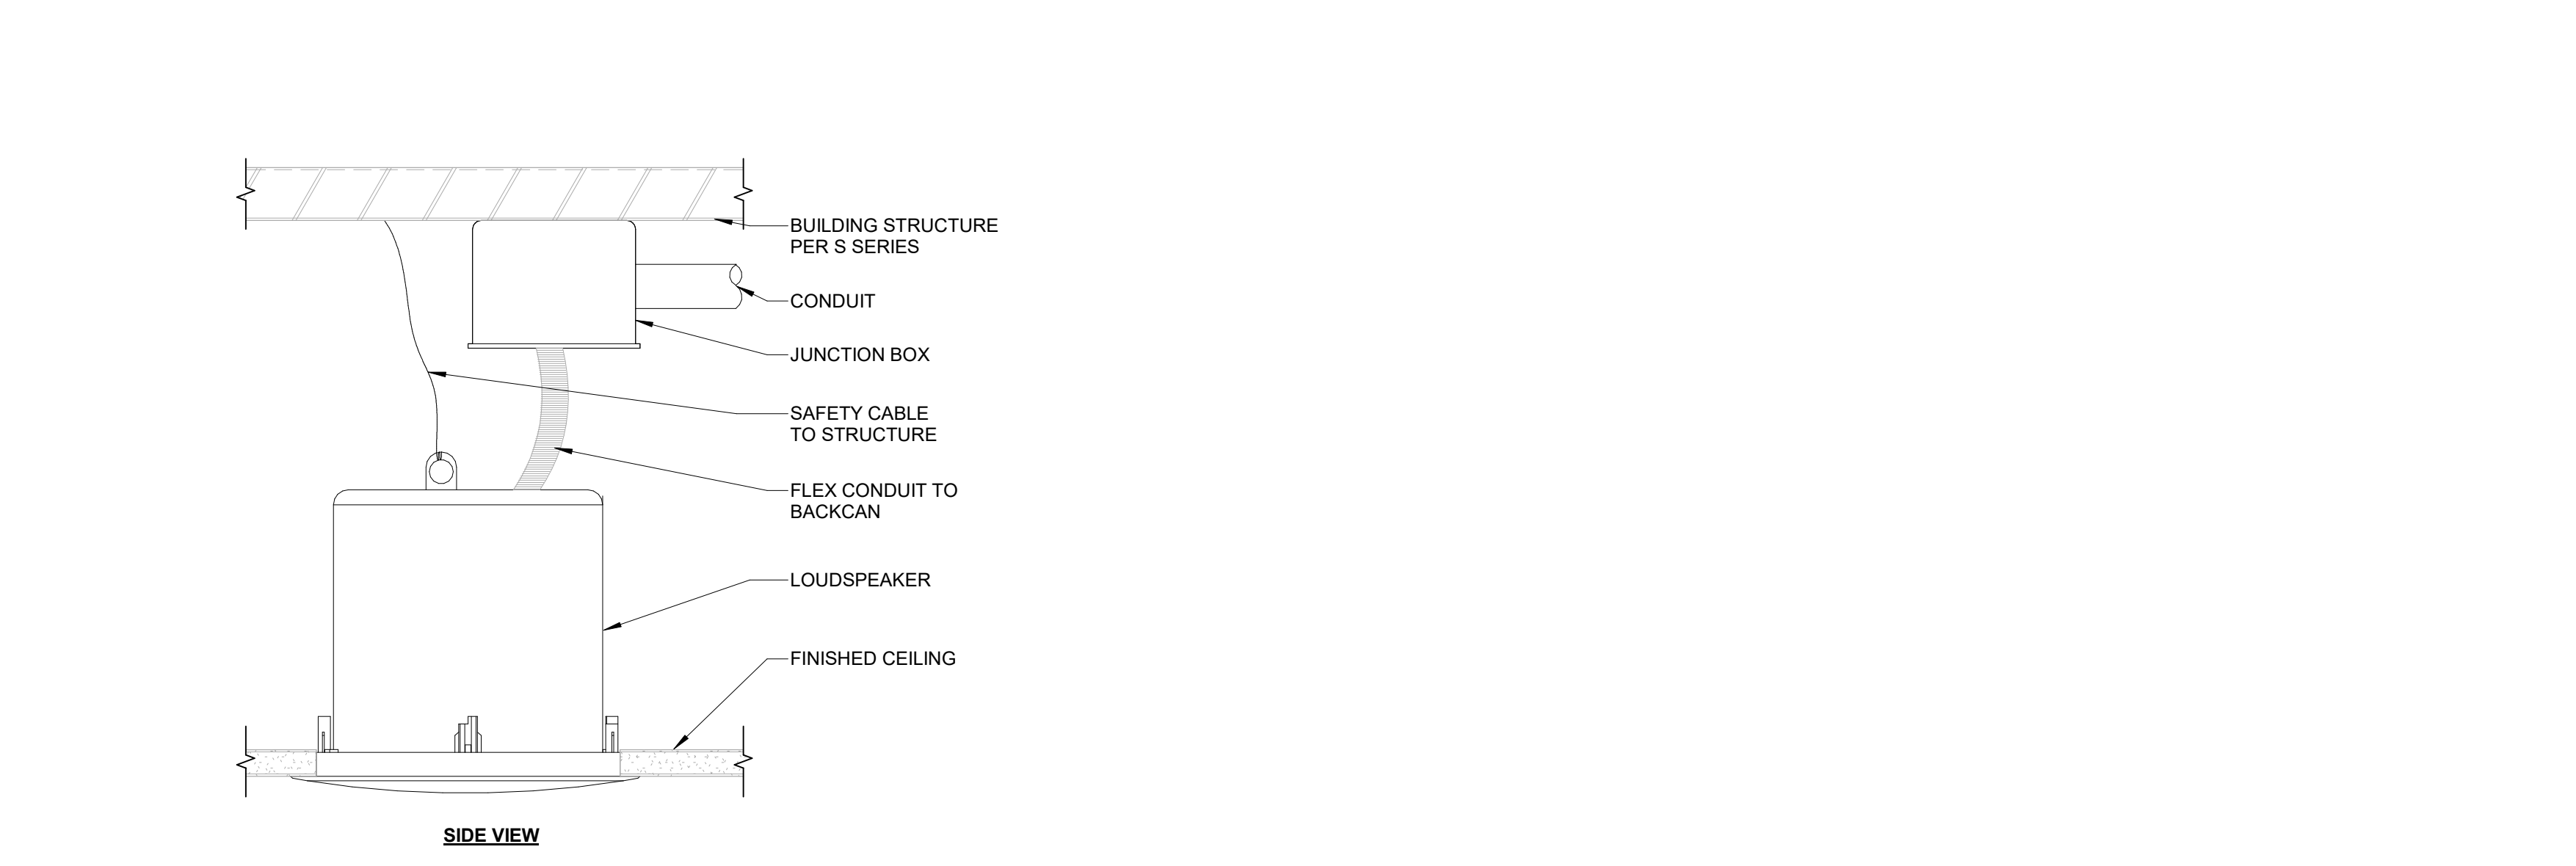 BUILDING STRUCTURE
PER S SERIES
CONDUIT
JUNCTION BOX
SAFETY CABLE
TO STRUCTURE
FLEX CONDUIT TO
BACKCAN
LOUDSPEAKER
FINISHED CEILING
SIDE VIEW